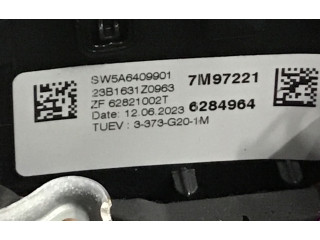 SW5A6409901
7M97221
23B1631Z0963
ZF 62821002T
Date: 12.06.2023 6284964
TUEV : 3-373-G20-1M